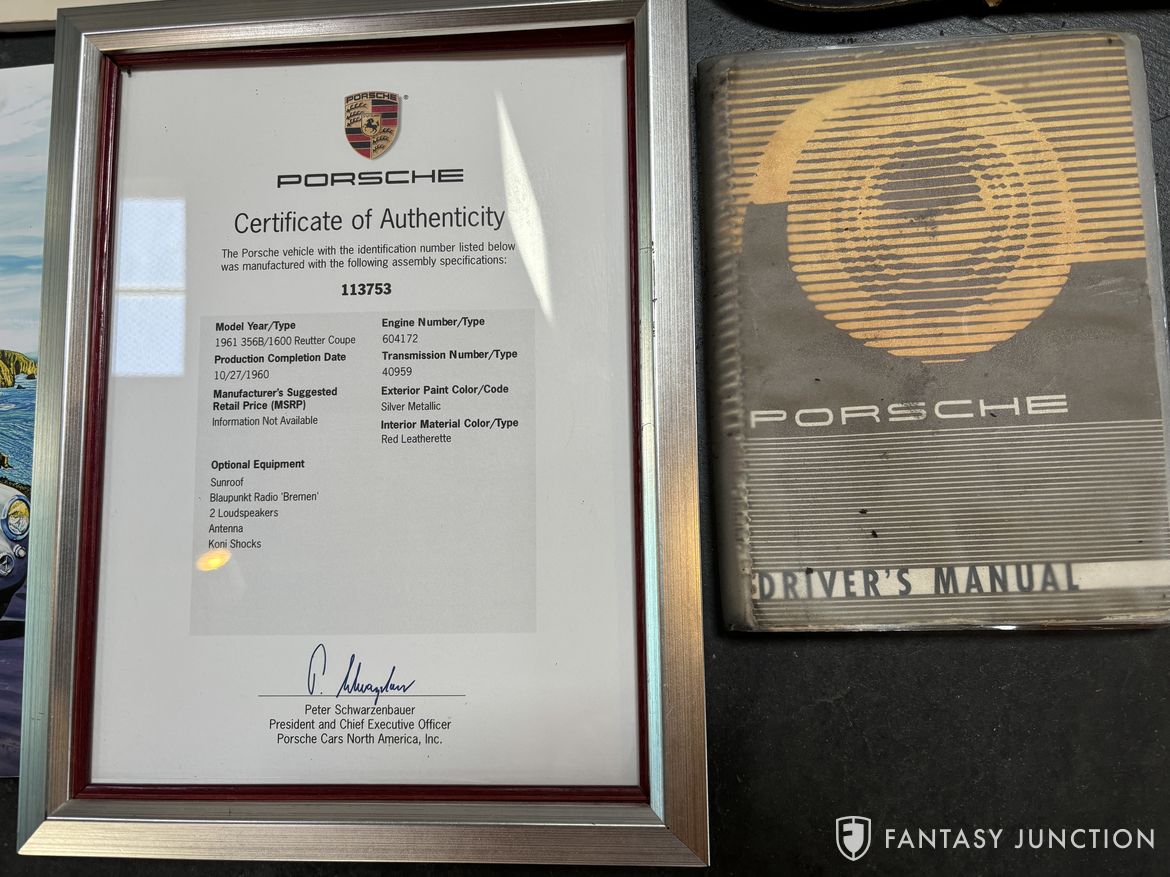 PORSCHE
PORSCHE
Certificate of Authenticity
The Porsche vehicle with the identification number listed below
was manufactured with the following assembly specifications:
113753
Model Year/Type
1961 356B/1600 Reutter Coupe
Production Completion Date
10/27/1960
Manufacturer's Suggested
Retail Price (MSRP)
Information Not Available
Engine Number/Type
604172
Transmission Number/Type
40959
Exterior Paint Color/Code
Silver Metallic
Interior Material Color/Type
Red Leatherette
Optional Equipment
Sunroof
Blaupunkt Radio 'Bremen'
2 Loudspeakers
Antenna
Koni Shocks
Peter Schwarzenbauer
President and Chief Executive Officer
Porsche Cars North America, Inc.
PORSCHE
DRIVER'S MANUAL
FANTASY JUNCTION